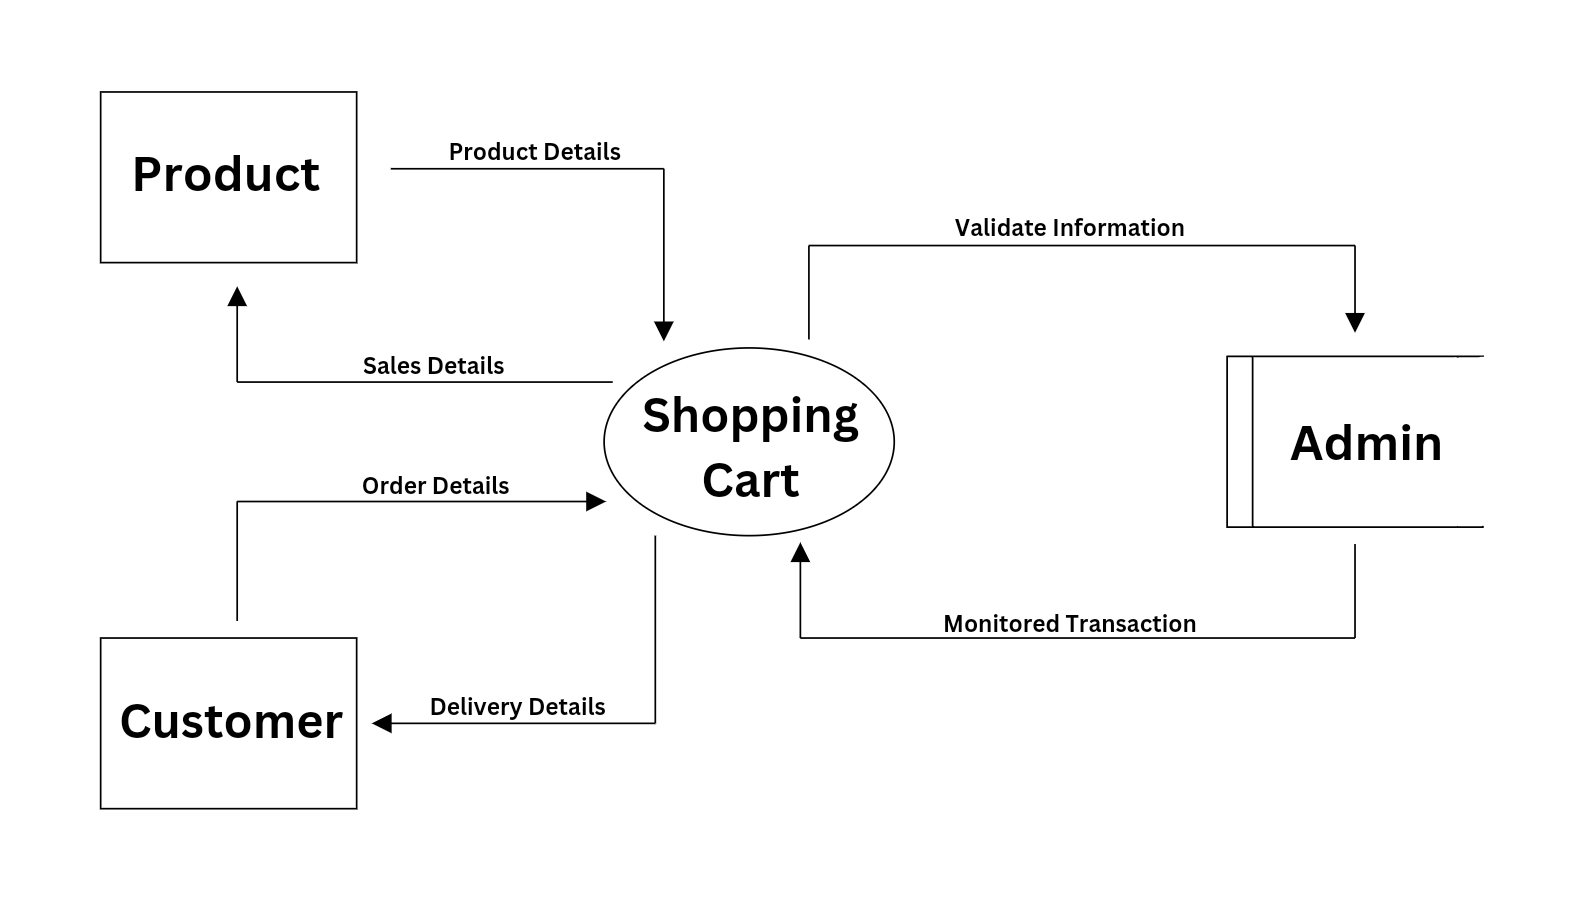 Product
Product Details
Validate Information
Sales Details
Shopping
Cart
Admin
Order Details
Monitored Transaction
Customer
Delivery Details